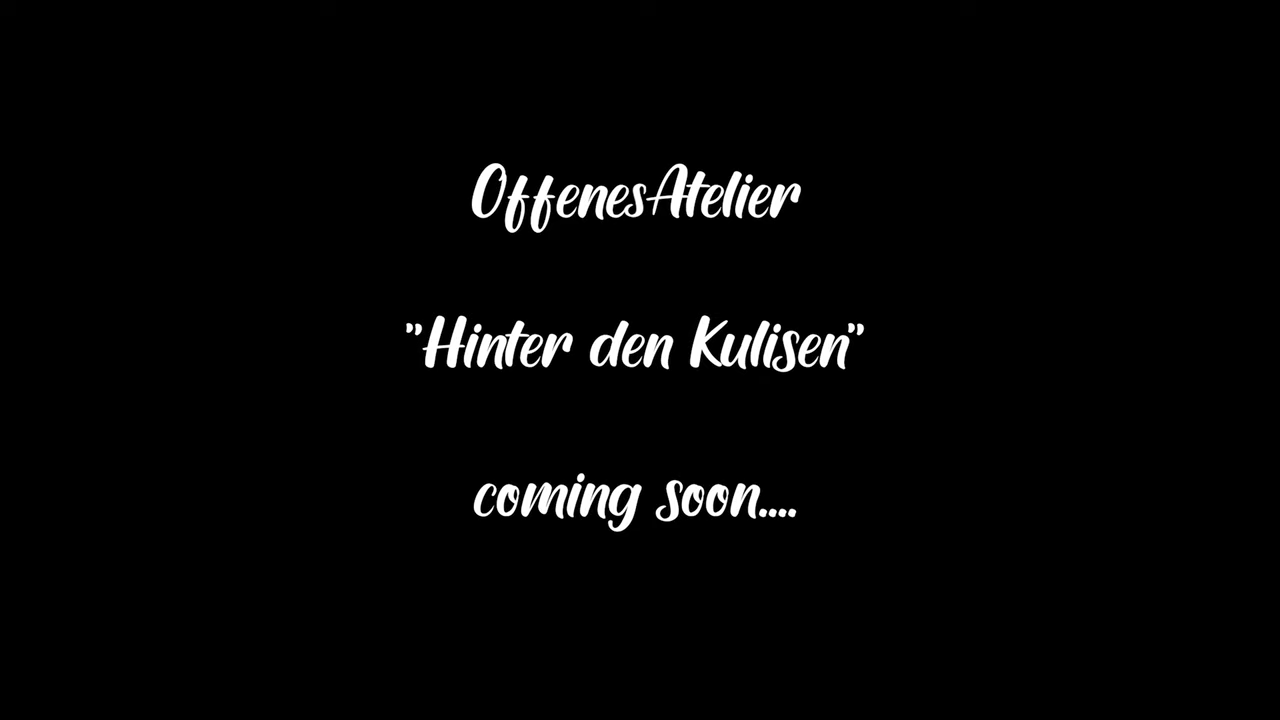 OffenesAtelier
"Hinter den Kulisen"
coming soon....